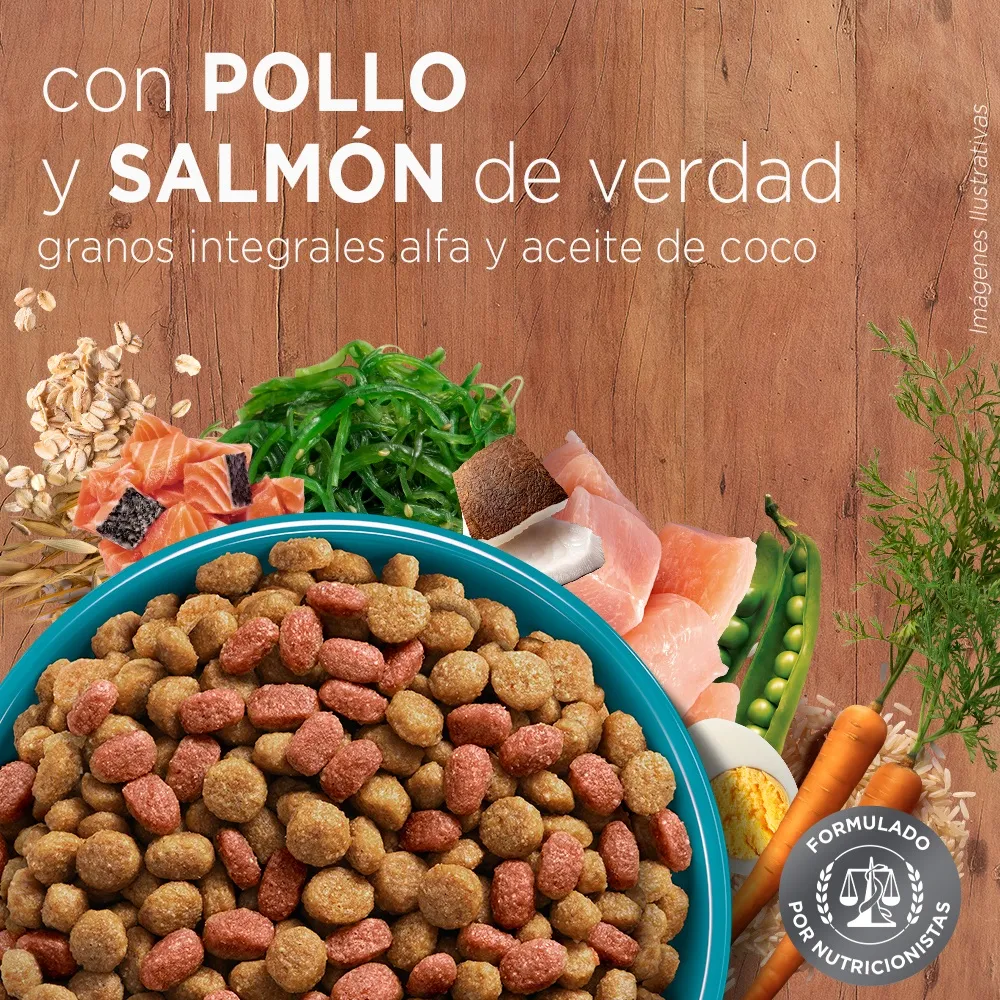 con POLLO
y SALMÓN de verdad
granos integrales alfa y aceite de coco
Imágenes Ilustrativas
FORMULADO
POR NUTRICIONISTAS